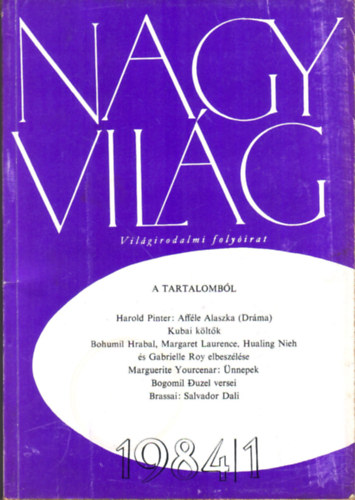 NAGY
VILÁG
Világirodalmi folyóirat
A TARTALOMBÓL
Harold Pinter: Afféle Alaszka (Dráma)
Kubai költők
Bohumil Hrabal, Margaret Laurence, Hualing Nieh
és Gabrielle Roy elbeszélése
Marguerite Yourcenar: Ünnepek
Bogomil Đuzel versei
Brassai: Salvador Dali
1984/1